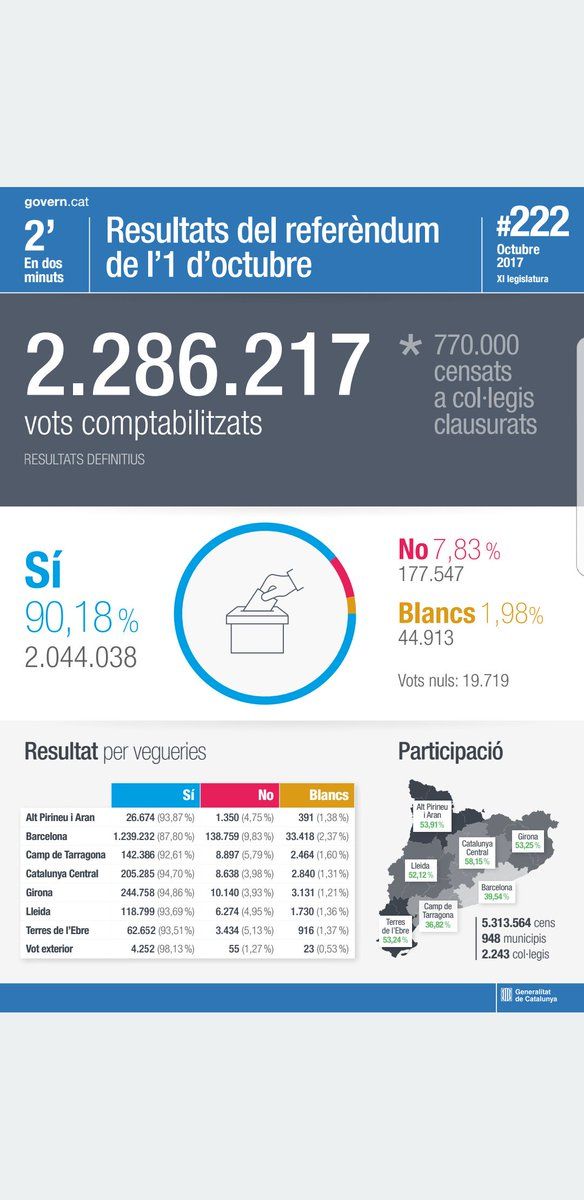 govern.cat
2’
En dos
minuts
Resultats del referèndum
de l’1 d’octubre
#222
Octubre
2017
XI legislatura
2.286.217
vots comptabilitzats
RESULTATS DEFINITIUS
* 770.000
censats
a col·legis
clausurats
Sí
90,18 %
2.044.038
No 7,83 %
177.547
Blancs 1,98%
44.913
Vots nuls: 19.719
Resultat per vegueries
Sí No Blancs
Alt Pirineu i Aran 26.674 (93,87 %) 1.350 (4,75 %) 391 (1,38 %)
Barcelona 1.239.232 (87,80 %) 138.759 (9,83 %) 33.418 (2,37%)
Camp de Tarragona 142.386 (92,61 %) 8.897 (5,79 %) 2.464 (1,60 %)
Catalunya Central 205.285 (94,70 %) 8.638 (3,98 %) 2.840 (1,31%)
Girona 244.758 (94,86 %) 10.140 (3,93 %) 3.131 (1,21%)
Lleida 118.799 (93,69 %) 6.274 (4,95 %) 1.730 (1,36 %)
Terres de l’Ebre 62.652 (93,51%) 3.434 (5,13 %) 916 (1,37%)
Vot exterior 4.252 (98,13 %) 55 (1,27 %) 23 (0,53 %)
Participació
Alt Pirineu
i Aran
53,91%
Catalunya
Central
58,15%
Girona
53,25%
Lleida
52,12%
Barcelona
39,54%
Camp de
Tarragona
36,82%
Terres
de l’Ebre
53,24%
5.313.564 cens
948 municipis
2.243 col·legis
Generalitat
de Catalunya